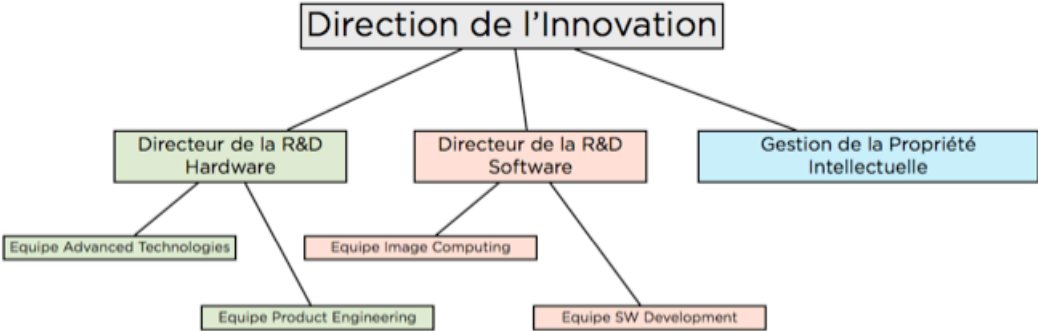 Direction de l'Innovation
Directeur de la R&D
Hardware
Directeur de la R&D
Software
Gestion de la Propriété
Intellectuelle
Equipe Advanced Technologies
Equipe Image Computing
Equipe Product Engineering
Equipe SW Development